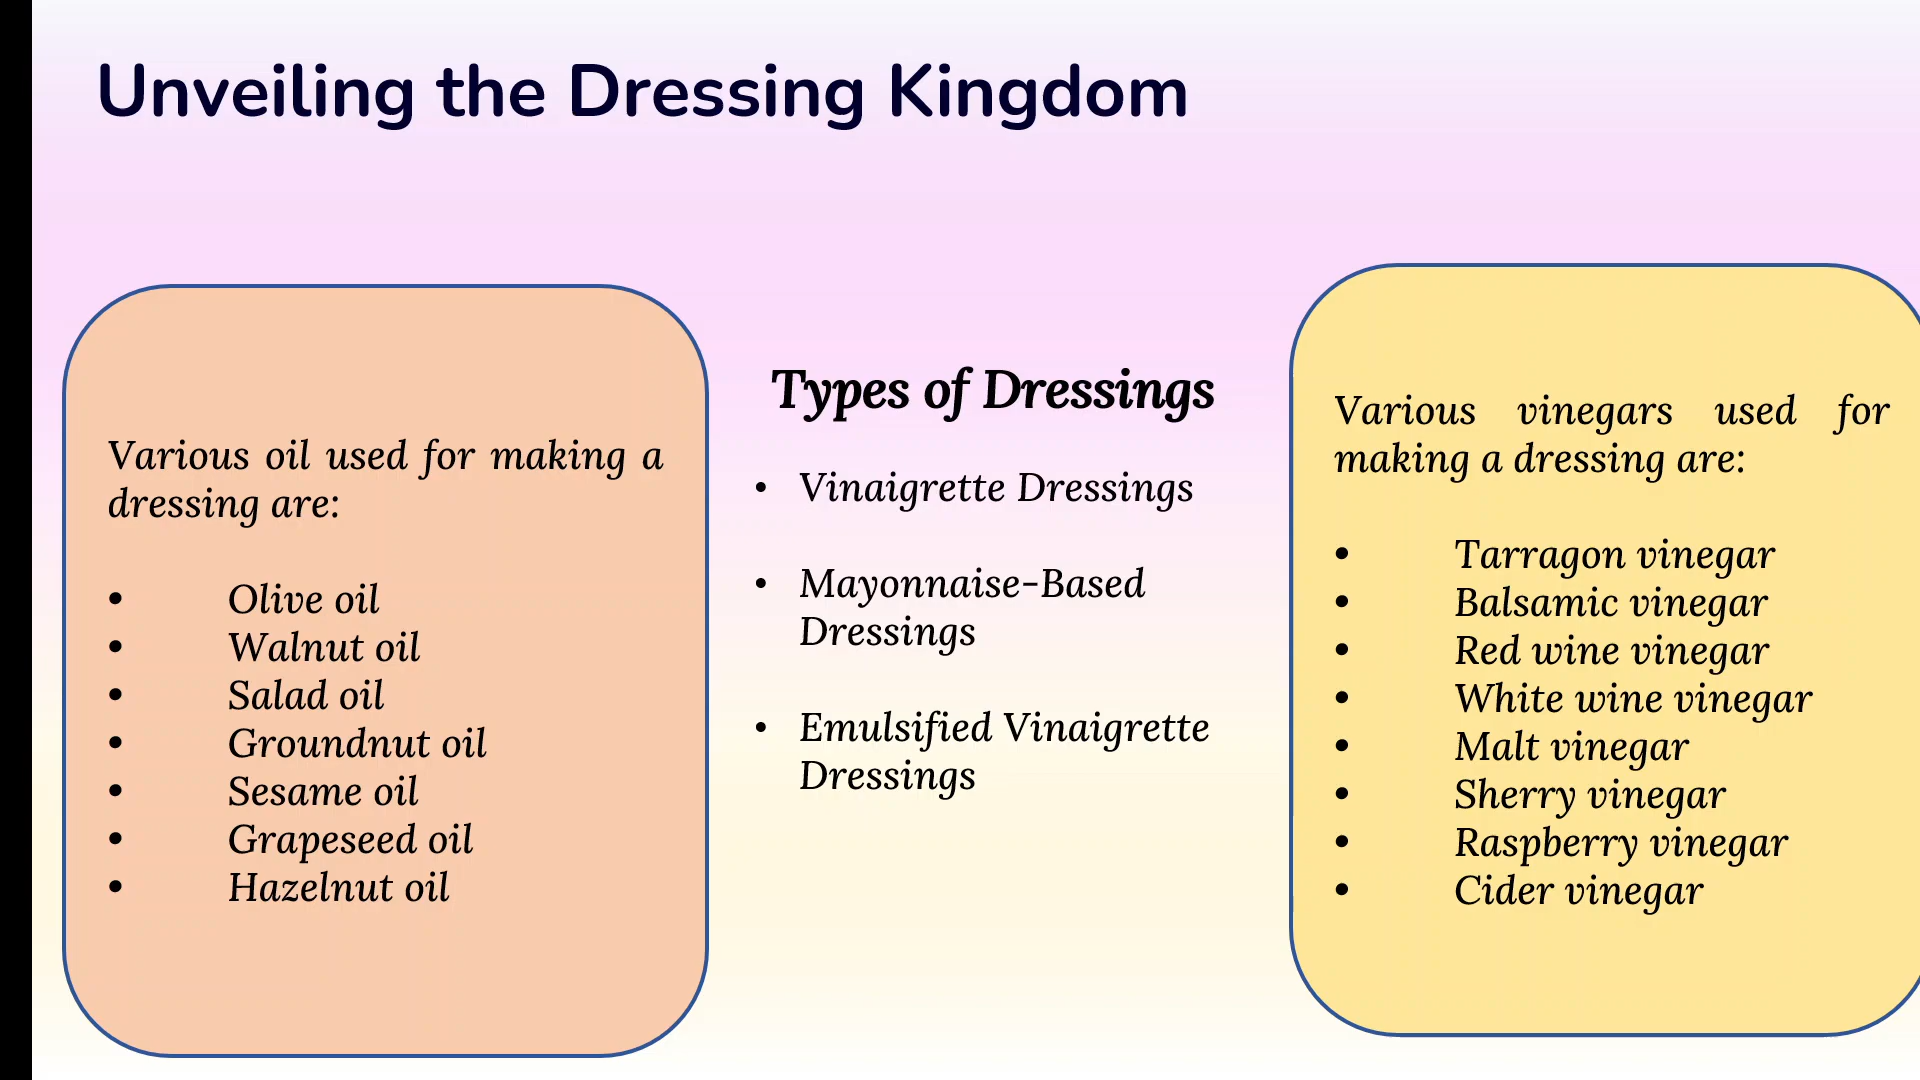 Unveiling the Dressing Kingdom
Various oil used for making a
dressing are:
• Olive oil
• Walnut oil
• Salad oil
• Groundnut oil
• Sesame oil
• Grapeseed oil
• Hazelnut oil
Types of Dressings
• Vinaigrette Dressings
• Mayonnaise-Based
Dressings
• Emulsified Vinaigrette
Dressings
Various vinegars used for
making a dressing are:
• Tarragon vinegar
• Balsamic vinegar
• Red wine vinegar
• White wine vinegar
• Malt vinegar
• Sherry vinegar
• Raspberry vinegar
• Cider vinegar